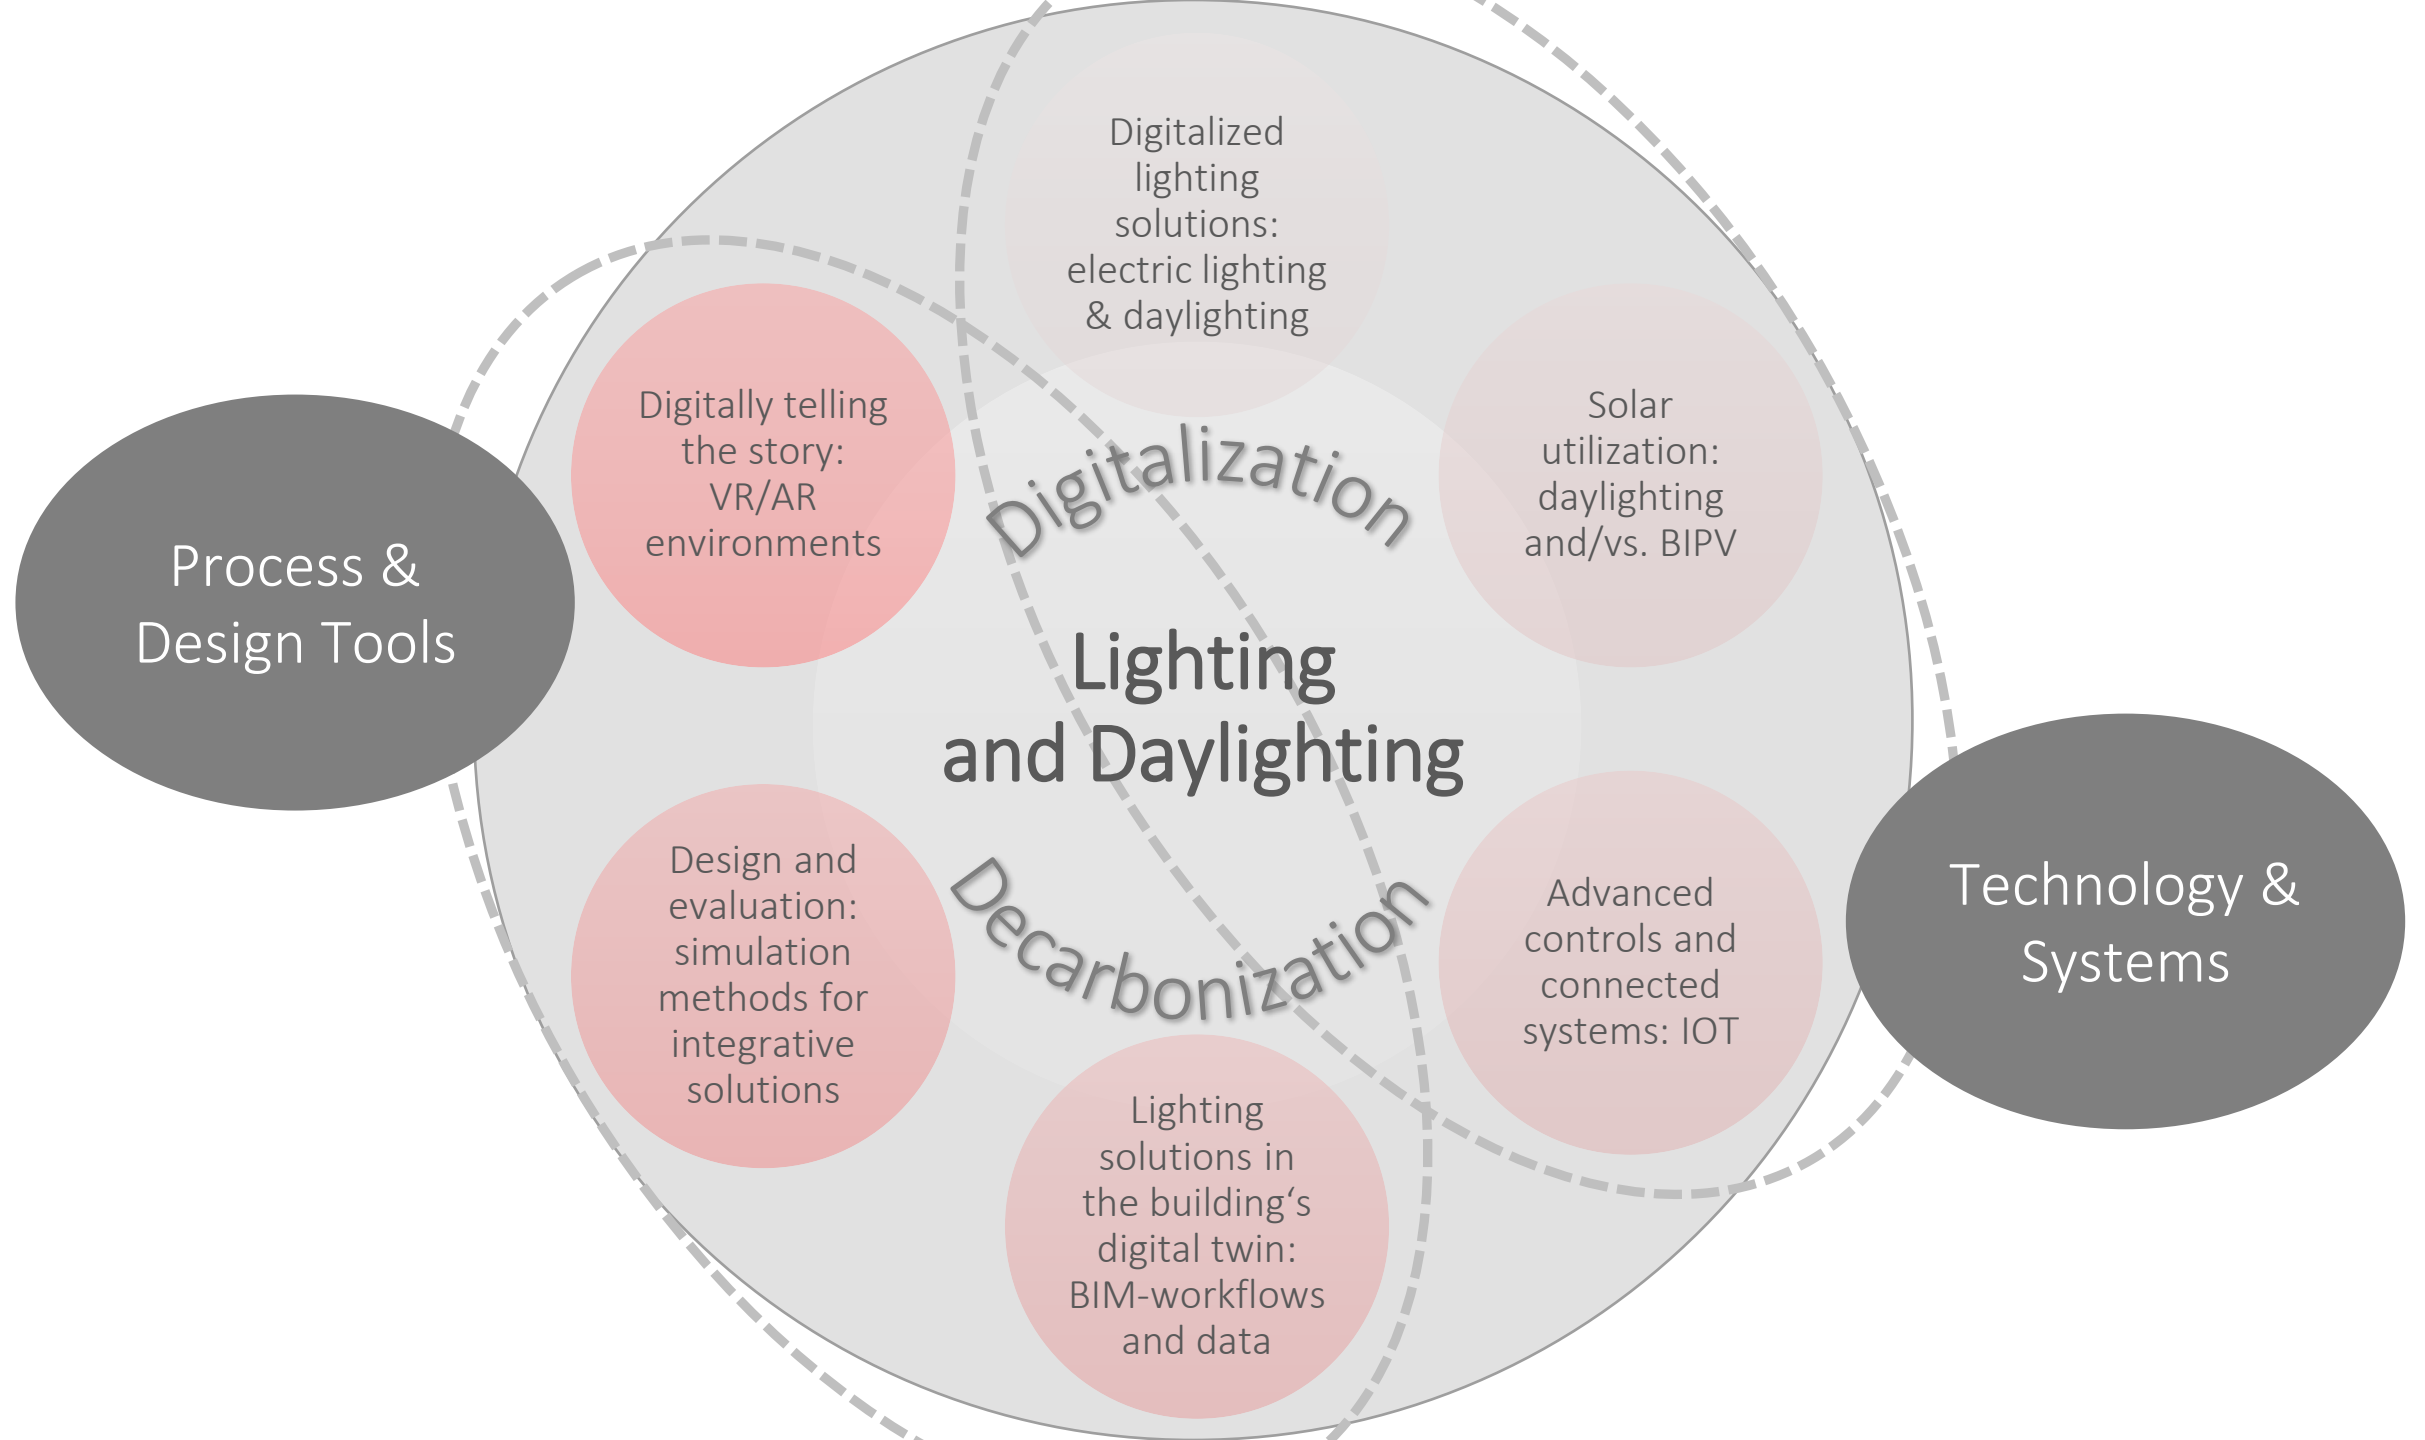 Digitalized
lighting
solutions:
electric lighting
& daylighting
Digitally telling
the story:
VR/AR
environments
Solar
utilization:
daylighting
and/vs. BIPV
Digitalization
Process &
Design Tools
Lighting
and Daylighting
Technology &
Systems
Design and
evaluation:
simulation
methods for
integrative
solutions
Decarbonization
Advanced
controls and
connected
systems: IOT
Lighting
solutions in
the building‘s
digital twin:
BIM-workflows
and data